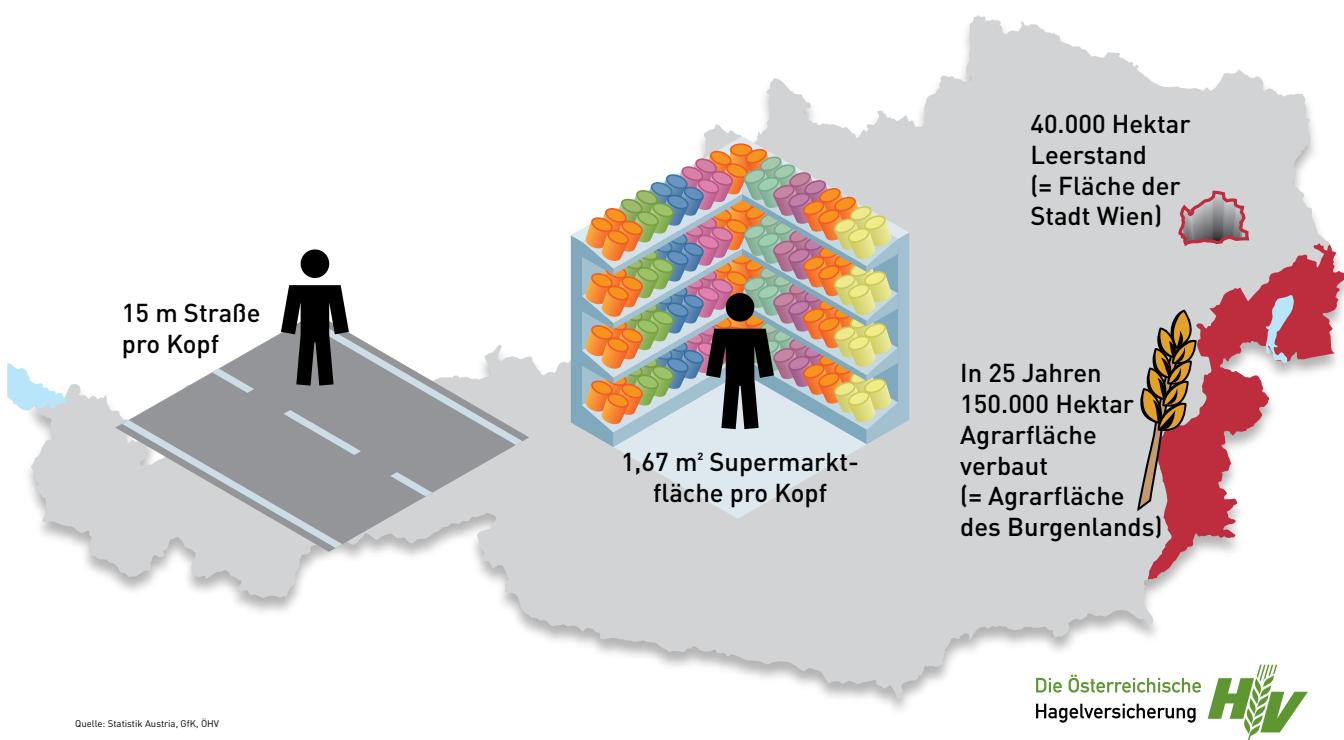 40.000 Hektar
Leerstand
(= Fläche der
Stadt Wien)
15 m Straße
pro Kopf
1,67 m² Supermarkt-
fläche pro Kopf
In 25 Jahren
150.000 Hektar
Agrarfläche
verbaut
(= Agrarfläche
des Burgenlands)
Die Österreichische
Hagelversicherung
HV
Quelle: Statistik Austria, GfK, ÖHV